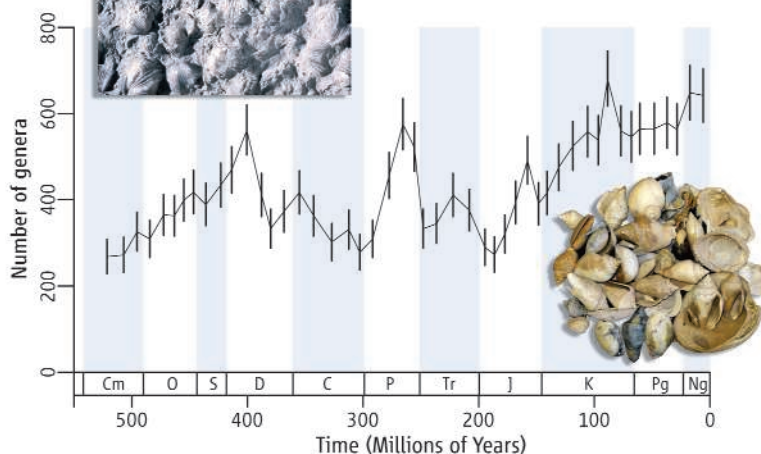 800
600
400
200
0
Number of genera
Cm O S D C P Tr J K Pg Ng
500 400 300 200 100 0
Time (Millions of Years)